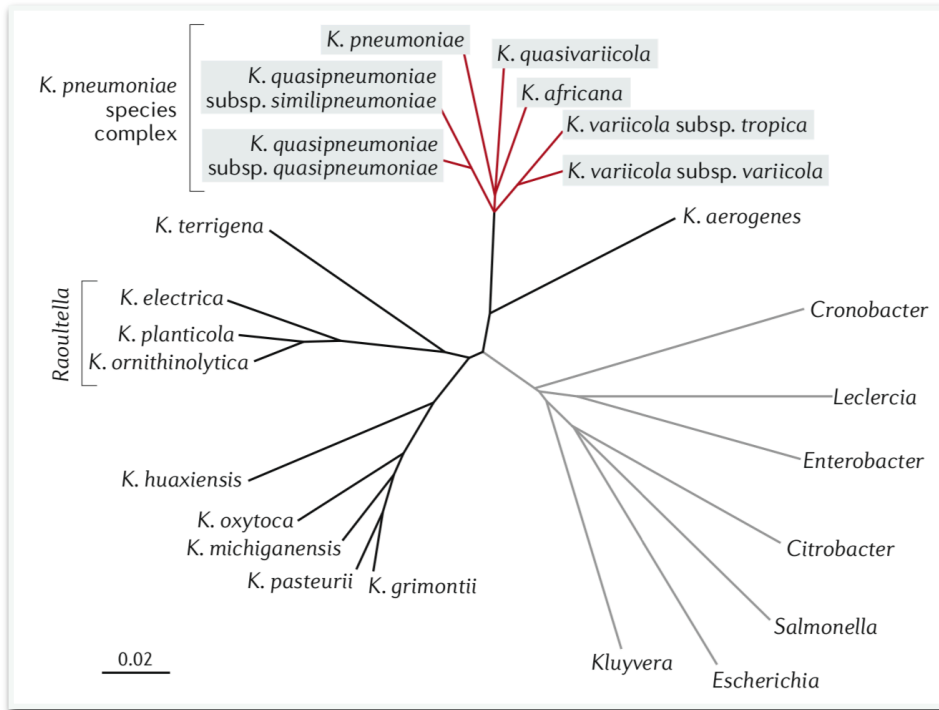 K. pneumoniae
species
complex
K. pneumoniae
K. quasivariicola
K. quasipneumoniae
subsp. similipneumoniae
K. africana
K. variicola subsp. tropica
K. quasipneumoniae
subsp. quasipneumoniae
K. variicola subsp. variicola
K. terrigena
K. aerogenes
Raoultella
K. electrica
K. planticola
K. ornithinolytica
Cronobacter
Leclercia
Enterobacter
K. huaxiensis
K. oxytoca
K. michiganensis
K. pasteurii
K. grimontii
Citrobacter
Salmonella
Kluyvera
Escherichia
0.02